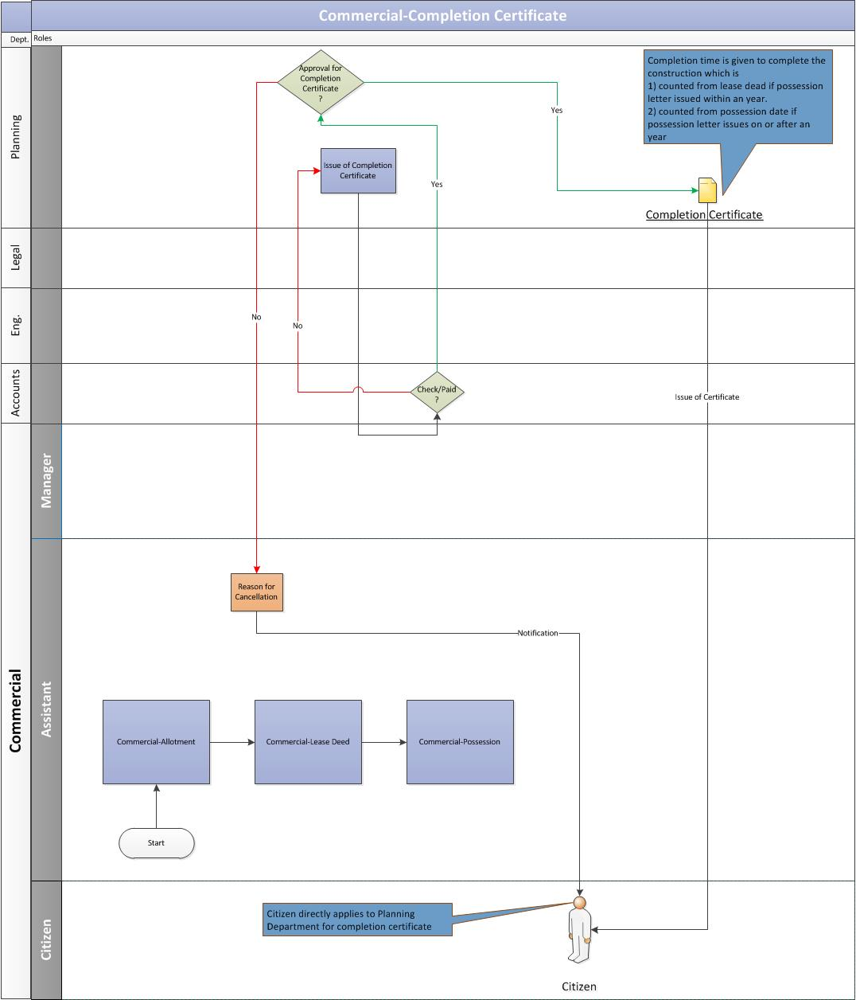 Commercial-Completion Certificate
Dept.
Roles
Planning
Approval for
Completion
Certificate
?
Yes
Completion time is given to complete the
construction which is
1) counted from lease dead if possession
letter issued within an year.
2) counted from possession date if
possession letter issues on or after an
year
Issue of Completion
Certificate
Yes
Completion Certificate
Legal
Eng.
No
No
Accounts
Check/Paid
?
Issue of Certificate
Commercial
Manager
Assistant
Reason for
Cancellation
Notification
Commercial-Allotment
Commercial-Lease Deed
Commercial-Possession
Start
Citizen
Citizen directly applies to Planning
Department for completion certificate
Citizen